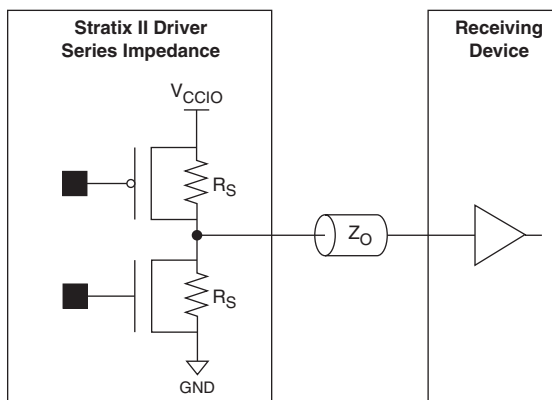 Stratix II Driver
Series Impedance
Receiving
Device
VCCIO
RS
ZO
RS
GND